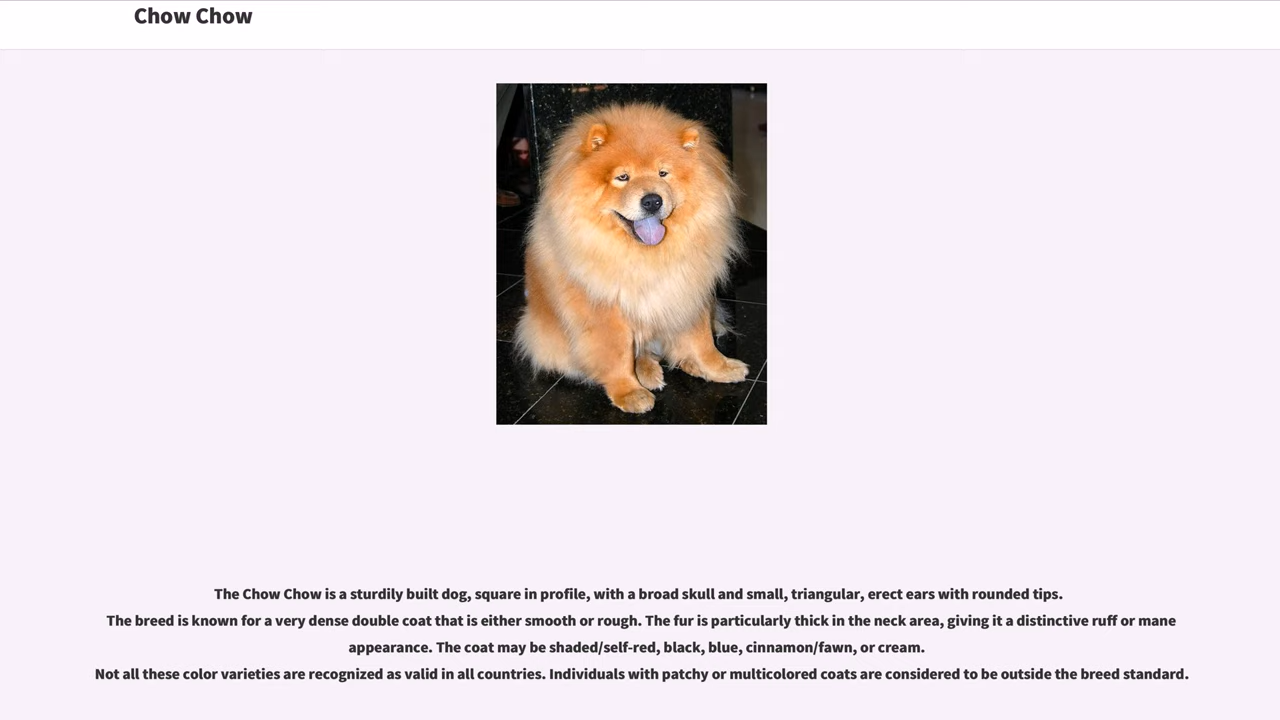 Chow Chow
The Chow Chow is a sturdily built dog, square in profile, with a broad skull and small, triangular, erect ears with rounded tips.
The breed is known for a very dense double coat that is either smooth or rough. The fur is particularly thick in the neck area, giving it a distinctive ruff or mane
appearance. The coat may be shaded/self-red, black, blue, cinnamon/fawn, or cream.
Not all these color varieties are recognized as valid in all countries. Individuals with patchy or multicolored coats are considered to be outside the breed standard.